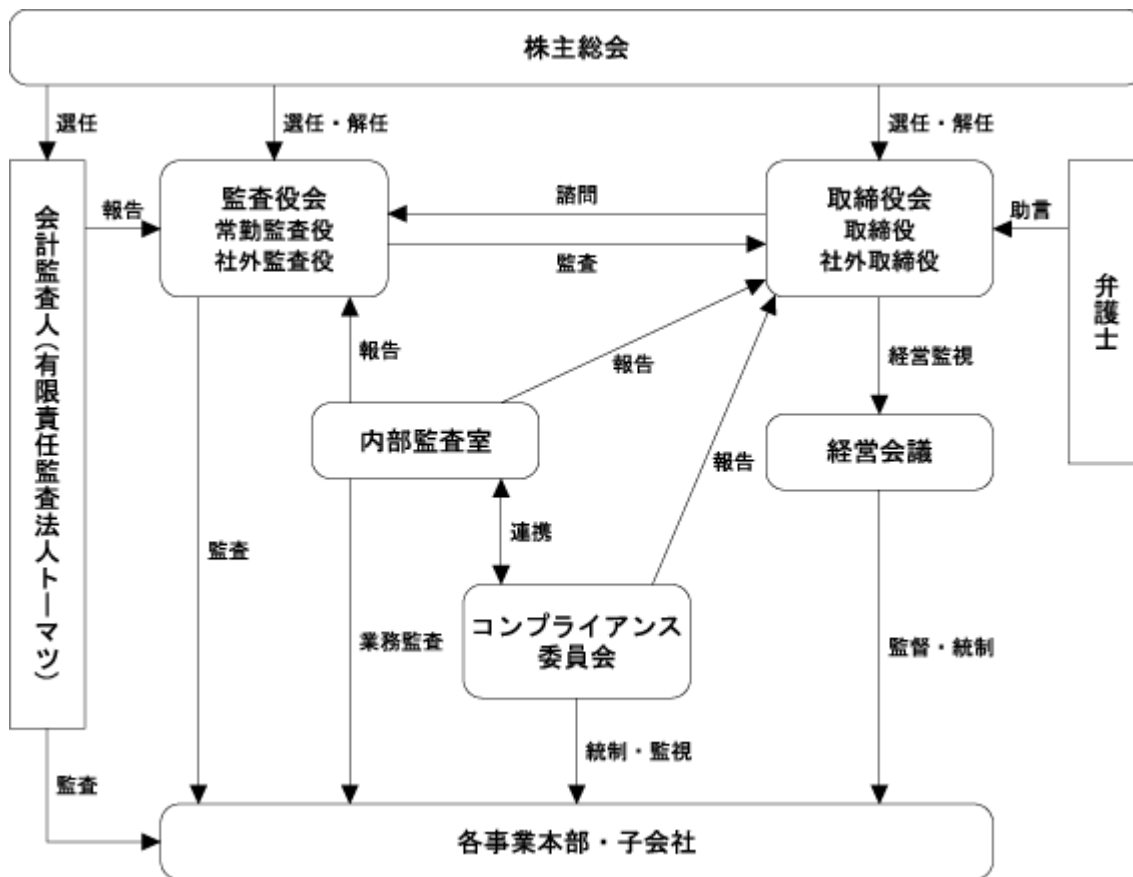 株主総会
選任
選任・解任
選任・解任
会計監査人(有限責任監査法人トーマツ)
報告
監査役会
常勤監査役
社外監査役
諮問
監査
取締役会
取締役
社外取締役
助言
弁護士
報告
報告
経営監視
内部監査室
報告
経営会議
連携
監査
業務監査
コンプライアンス
委員会
監督・統制
統制・監視
監査
各事業本部・子会社